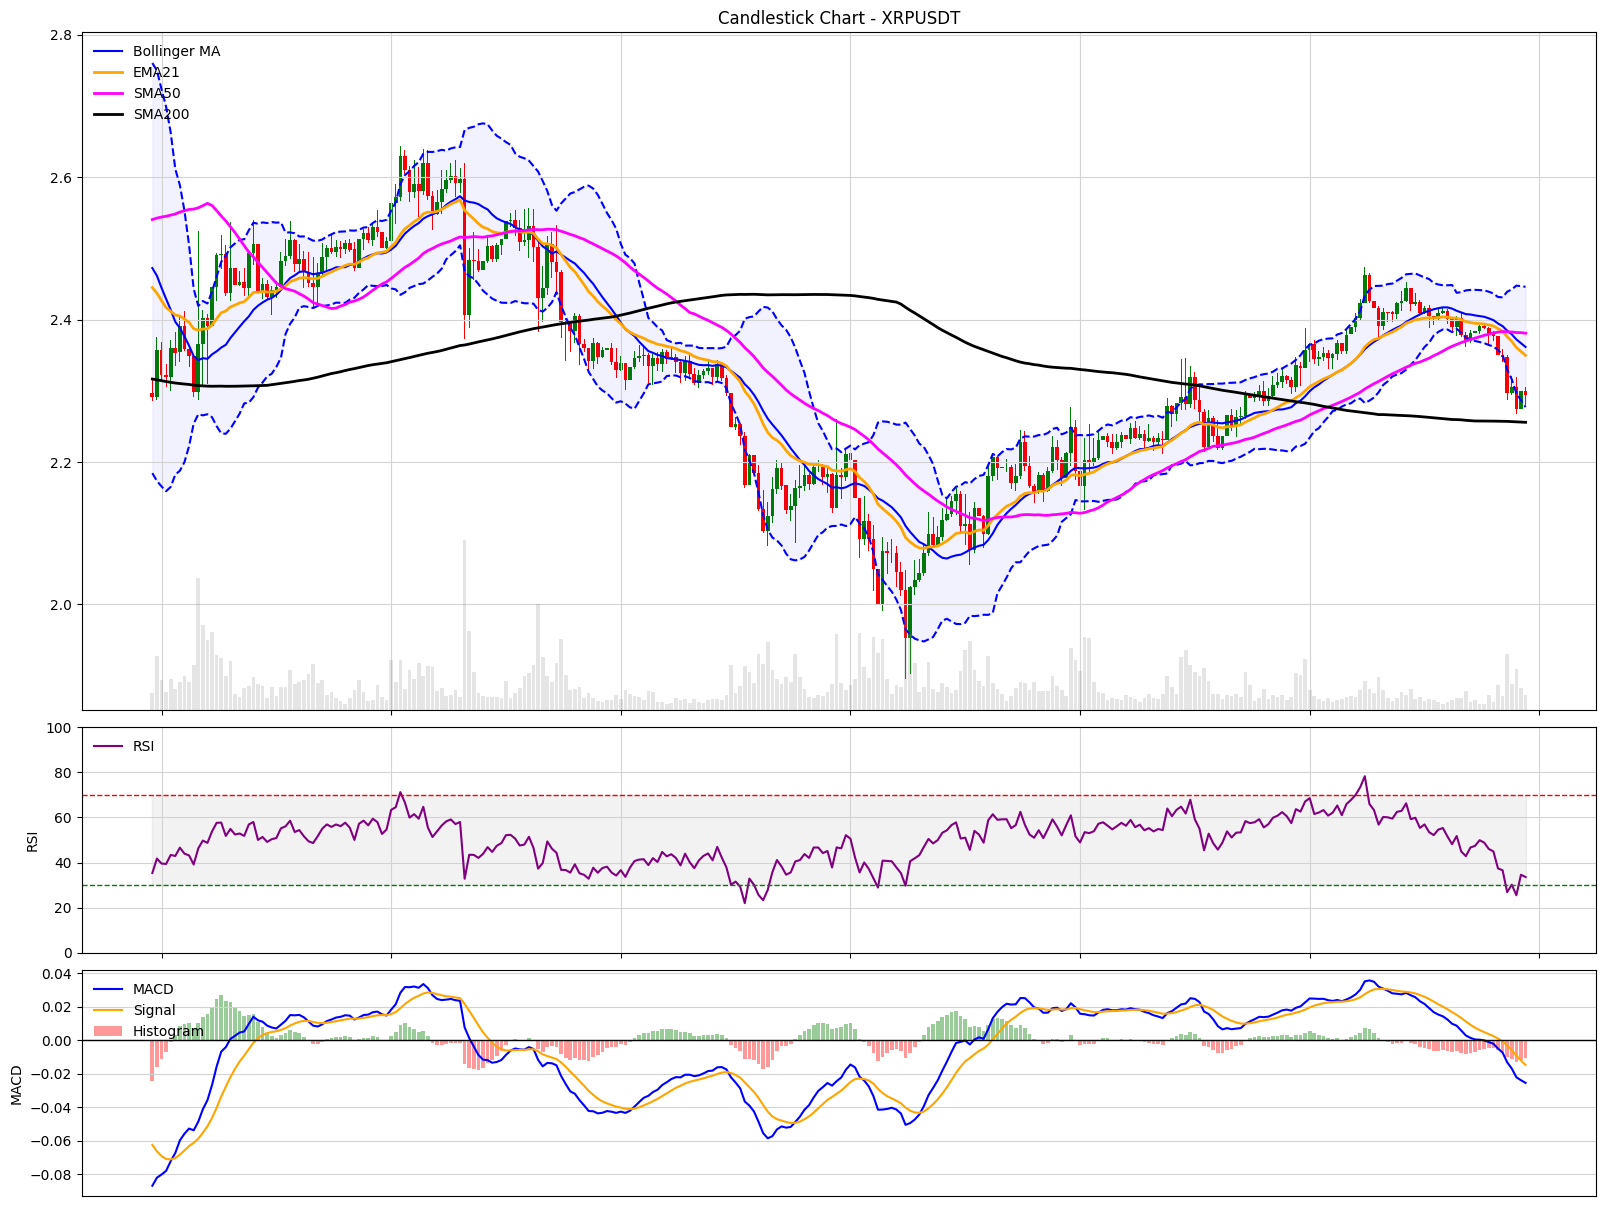 Candlestick Chart - XRPUSDT
Bollinger MA
EMA21
SMA50
SMA200
2.8
2.6
2.4
2.2
2.0
RSI
RSI
100
80
60
40
20
0
MACD
Signal
Histogram
MACD
0.04
0.02
0.00
−0.02
−0.04
−0.06
−0.08